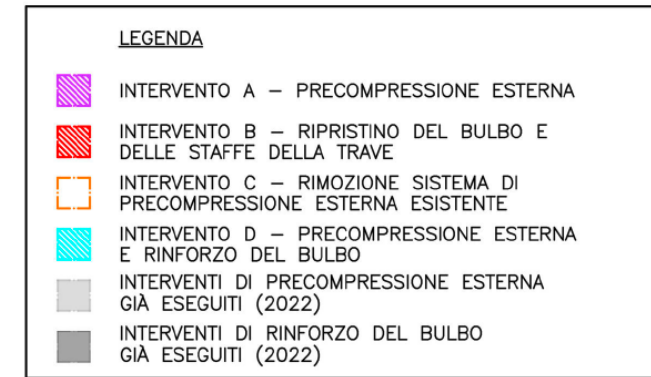 LEGENDA
INTERVENTO A – PRECOMPRESSIONE ESTERNA
INTERVENTO B – RIPRISTINO DEL BULBO E
DELLE STAFFE DELLA TRAVE
INTERVENTO C – RIMOZIONE SISTEMA DI
PRECOMPRESSIONE ESTERNA ESISTENTE
INTERVENTO D – PRECOMPRESSIONE ESTERNA
E RINFORZO DEL BULBO
INTERVENTI DI PRECOMPRESSIONE ESTERNA
GIÀ ESEGUITI (2022)
INTERVENTI DI RINFORZO DEL BULBO
GIÀ ESEGUITI (2022)